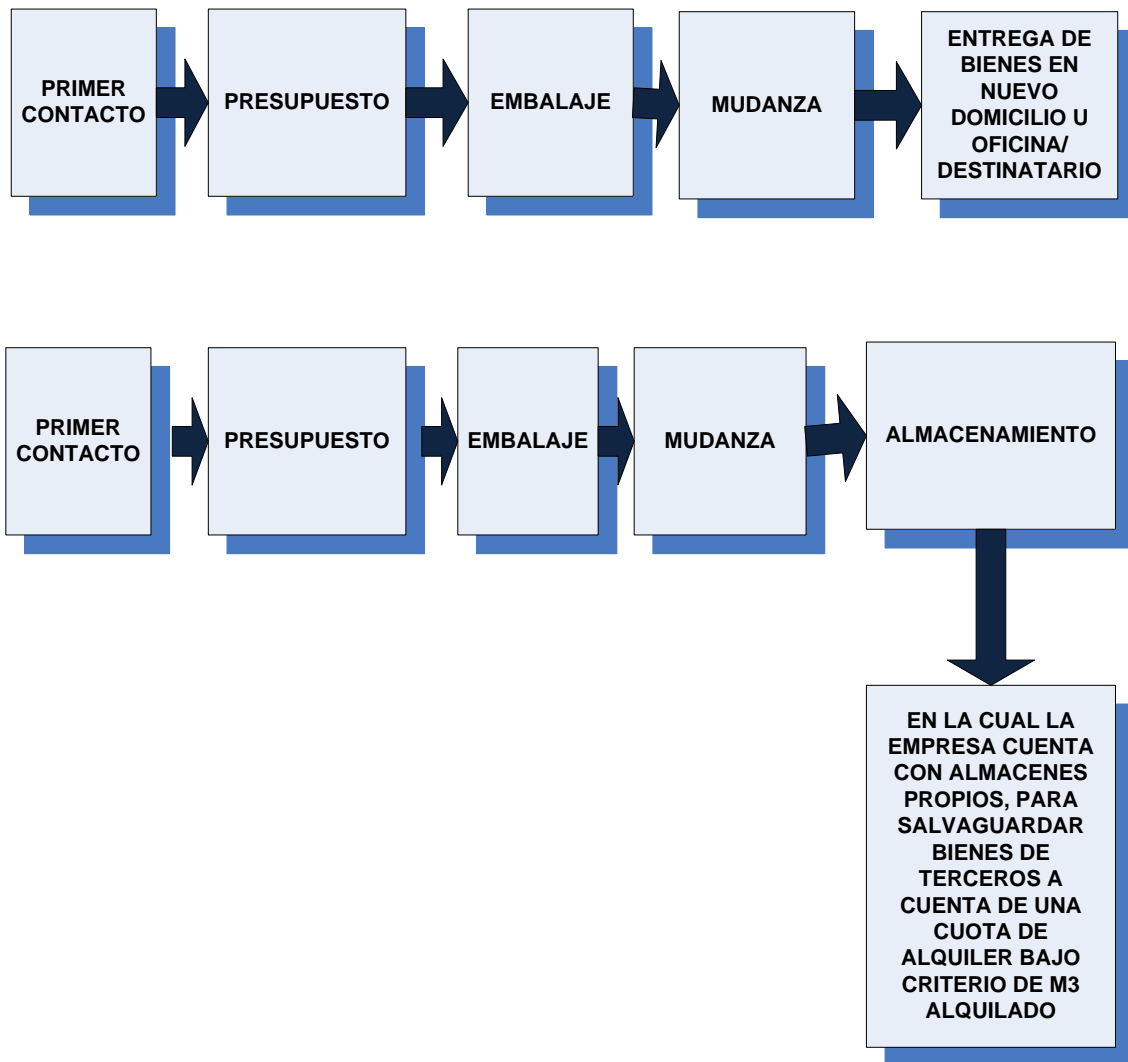 PRIMER
CONTACTO
PRESUPUESTO
EMBALAJE
MUDANZA
ENTREGA DE
BIENES EN
NUEVO
DOMICILIO U
OFICINA/
DESTINATARIO
PRIMER
CONTACTO
PRESUPUESTO
EMBALAJE
MUDANZA
ALMACENAMIENTO
EN LA CUAL LA
EMPRESA CUENTA
CON ALMACENES
PROPIOS, PARA
SALVAGUARDAR
BIENES DE
TERCEROS A
CUENTA DE UNA
CUOTA DE
ALQUILER BAJO
CRITERIO DE M3
ALQUILADO